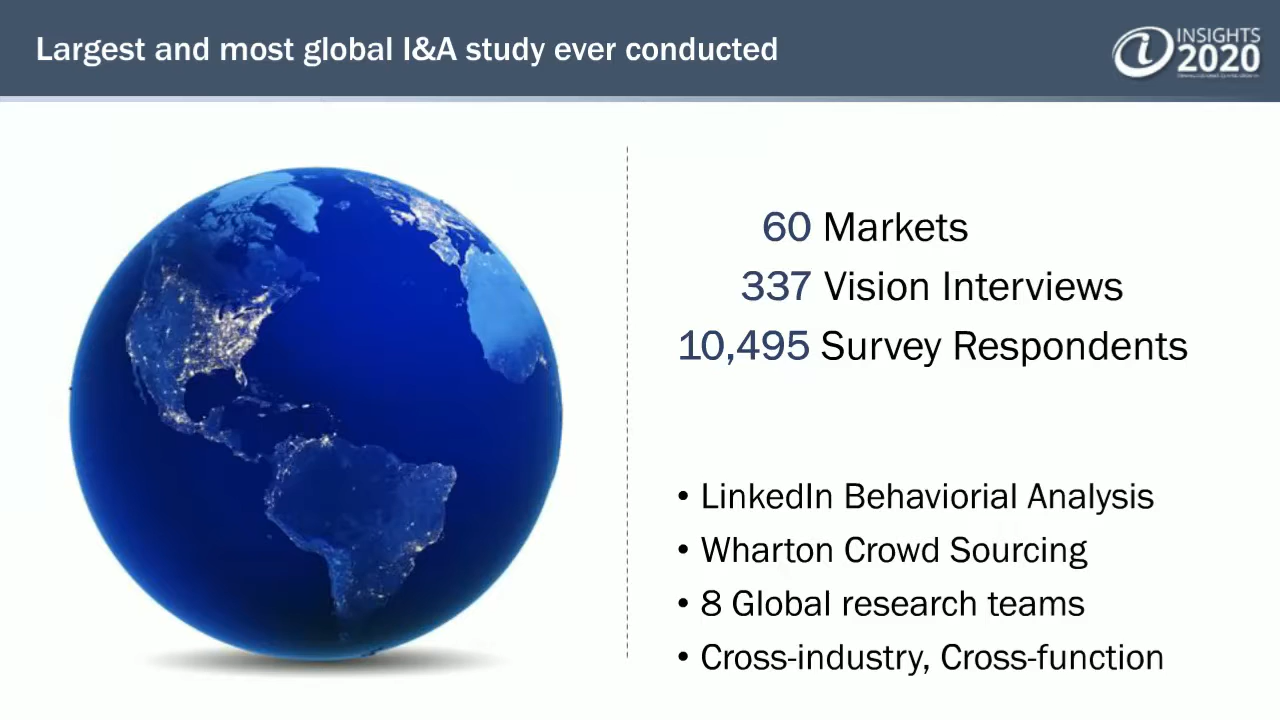 Largest and most global I&A study ever conducted
INSIGHTS
2020
60 Markets
337 Vision Interviews
10,495 Survey Respondents
• LinkedIn Behaviorial Analysis
• Wharton Crowd Sourcing
• 8 Global research teams
• Cross-industry, Cross-function